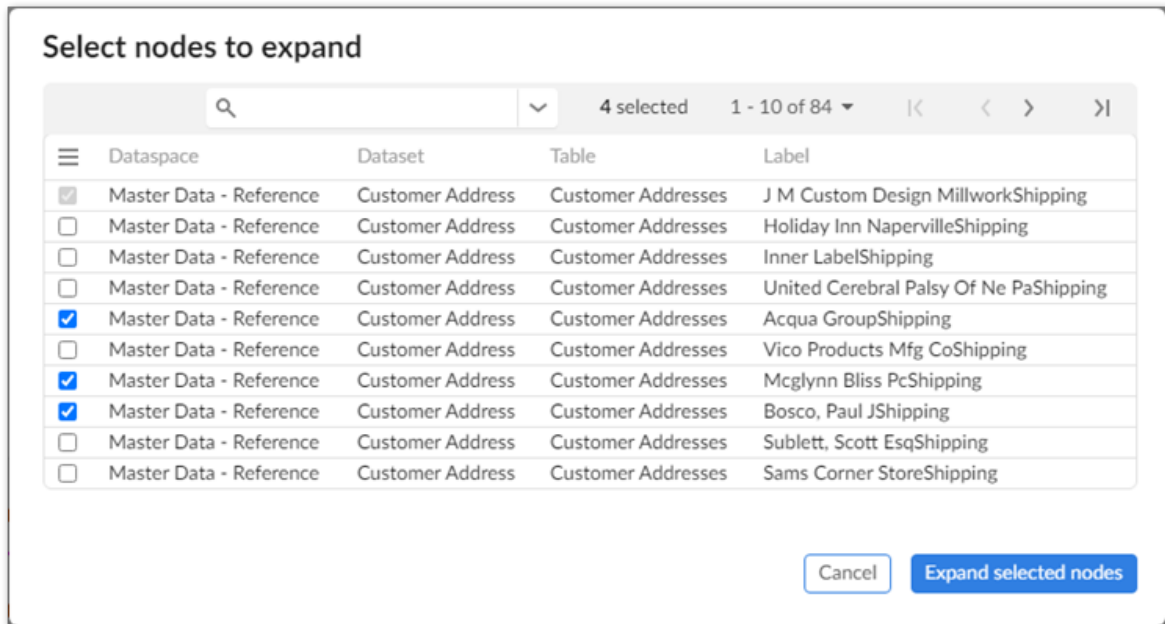 Select nodes to expand
4 selected 1 - 10 of 84
Dataspace Dataset Table Label
Master Data - Reference Customer Address Customer Addresses J M Custom Design MillworkShipping
Master Data - Reference Customer Address Customer Addresses Holiday Inn NapervilleShipping
Master Data - Reference Customer Address Customer Addresses Inner LabelShipping
Master Data - Reference Customer Address Customer Addresses United Cerebral Palsy Of Ne PaShipping
Master Data - Reference Customer Address Customer Addresses Acqua GroupShipping
Master Data - Reference Customer Address Customer Addresses Vico Products Mfg CoShipping
Master Data - Reference Customer Address Customer Addresses Mcglynn Bliss PcShipping
Master Data - Reference Customer Address Customer Addresses Bosco, Paul JShipping
Master Data - Reference Customer Address Customer Addresses Sublett, Scott EsqShipping
Master Data - Reference Customer Address Customer Addresses Sams Corner StoreShipping
Cancel Expand selected nodes